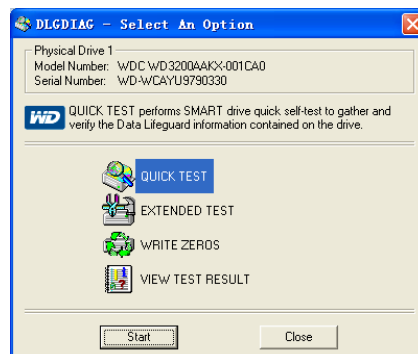 DLGDIAG - Select An Option
Physical Drive 1
Model Number: WDC WD3200AAKX-001CA0
Serial Number: WD-WCAYU9790330
WD QUICK TEST performs SMART drive quick self-test to gather and
verify the Data Lifeguard information contained on the drive.
QUICK TEST
EXTENDED TEST
WRITE ZEROS
VIEW TEST RESULT
Start Close